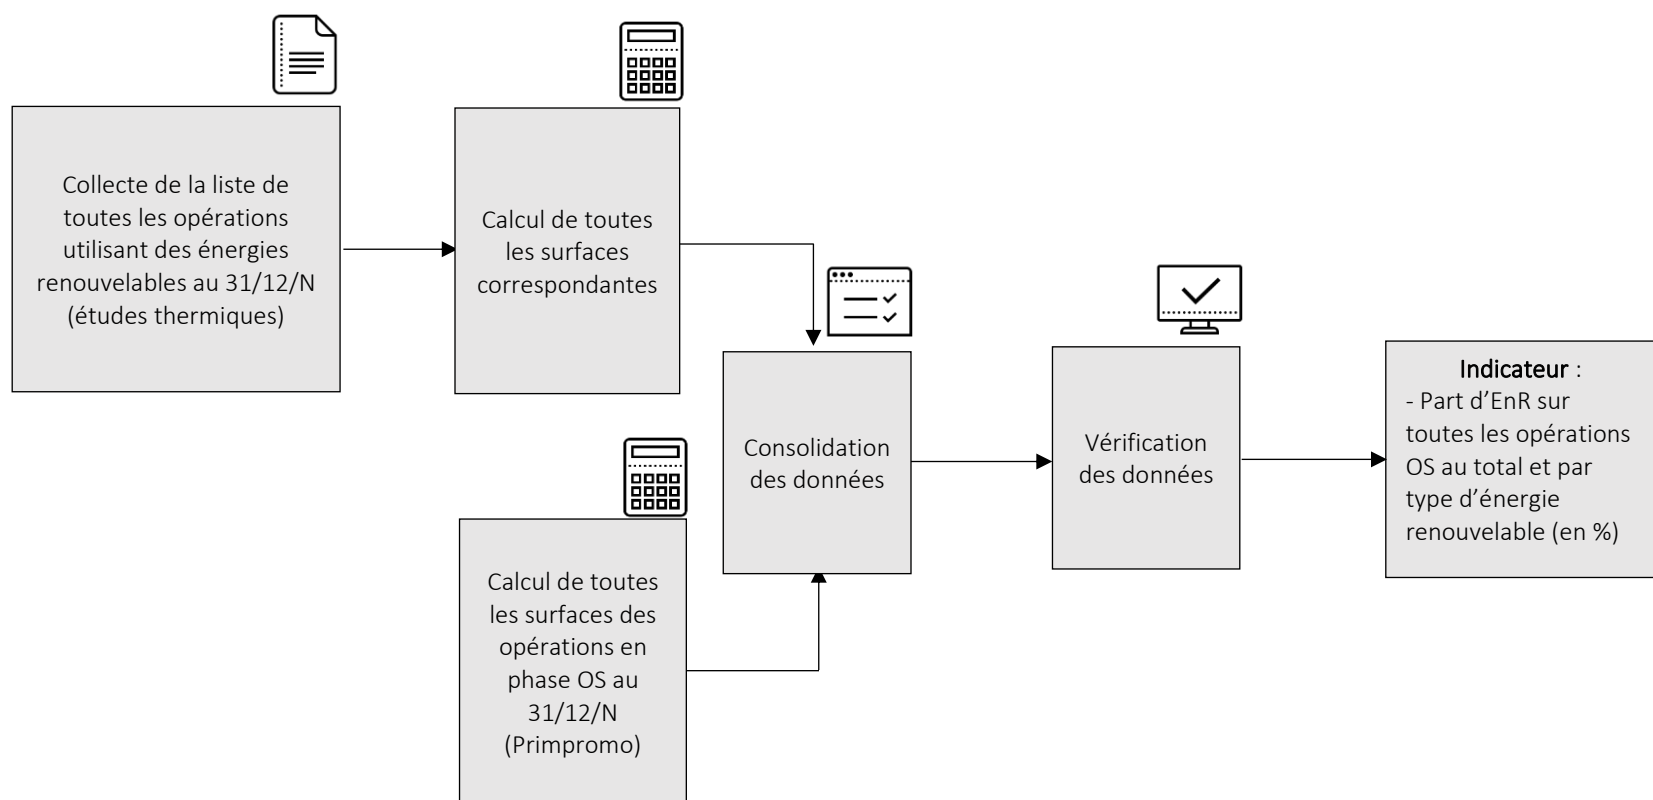 Collecte de la liste de
toutes les opérations
utilisant des énergies
renouvelables au 31/12/N
(études thermiques)
Calcul de toutes
les surfaces
correspondantes
Calcul de toutes
les surfaces des
opérations en
phase OS au
31/12/N
(Primpromo)
Consolidation
des données
Vérification
des données
Indicateur :
- Part d’EnR sur
toutes les opérations
OS au total et par
type d’énergie
renouvelable (en %)